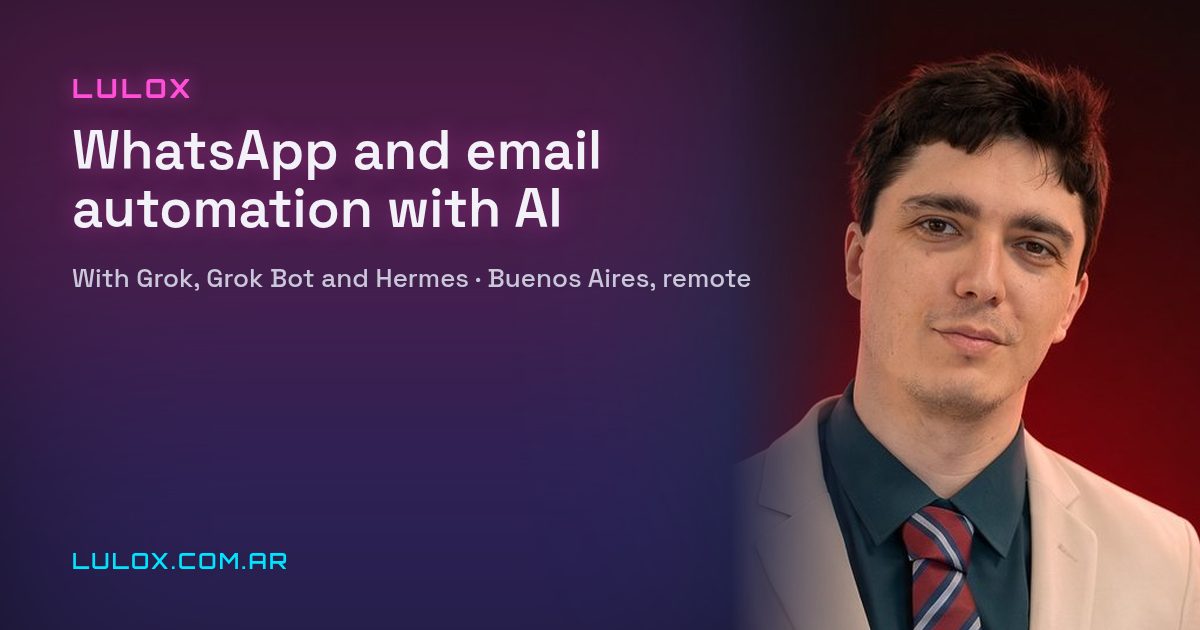 LULOX
WhatsApp and email
automation with AI
With Grok, Grok Bot and Hermes · Buenos Aires, remote
LULOX.COM.AR